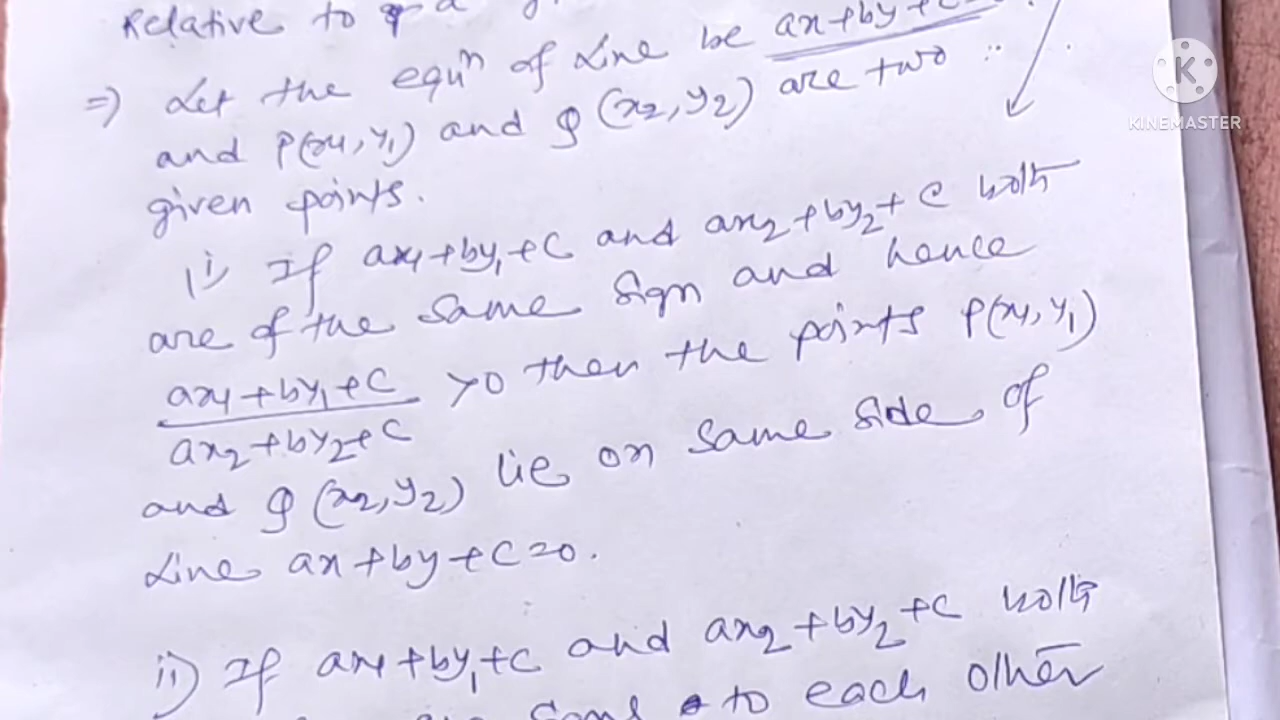 Relative to a
⇒) Let the equⁿ of Line be ax+by+c=0
and P(x1,y1) and Q(x2,y2) are two
given points.
i) If ax1+by1+c and ax2+by2+c both
are of the same sign and hence
ax1+by1+c / ax2+by2+c >0 then the points P(x1,y1)
and Q(x2,y2) lie on same side of
Line ax+by+c=0.
ii) If ax1+by1+c and ax2+by2+c both
to each other
K
KINEMASTER